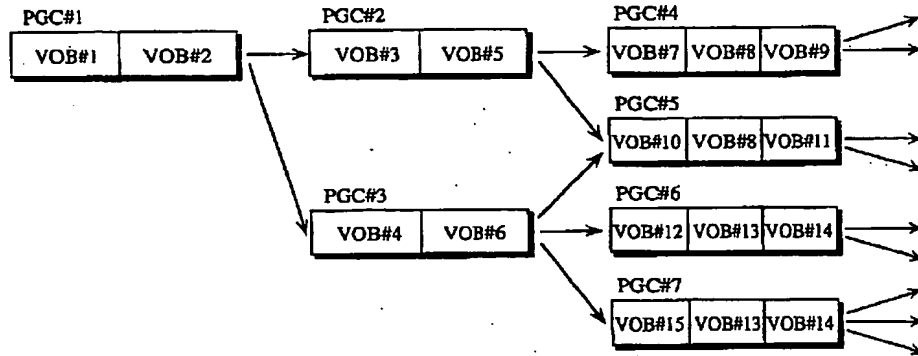 PGC#1
VOB#1 VOB#2
PGC#2
VOB#3 VOB#5
PGC#3
VOB#4 VOB#6
PGC#4
VOB#7 VOB#8 VOB#9
PGC#5
VOB#10 VOB#8 VOB#11
PGC#6
VOB#12 VOB#13 VOB#14
PGC#7
VOB#15 VOB#13 VOB#14